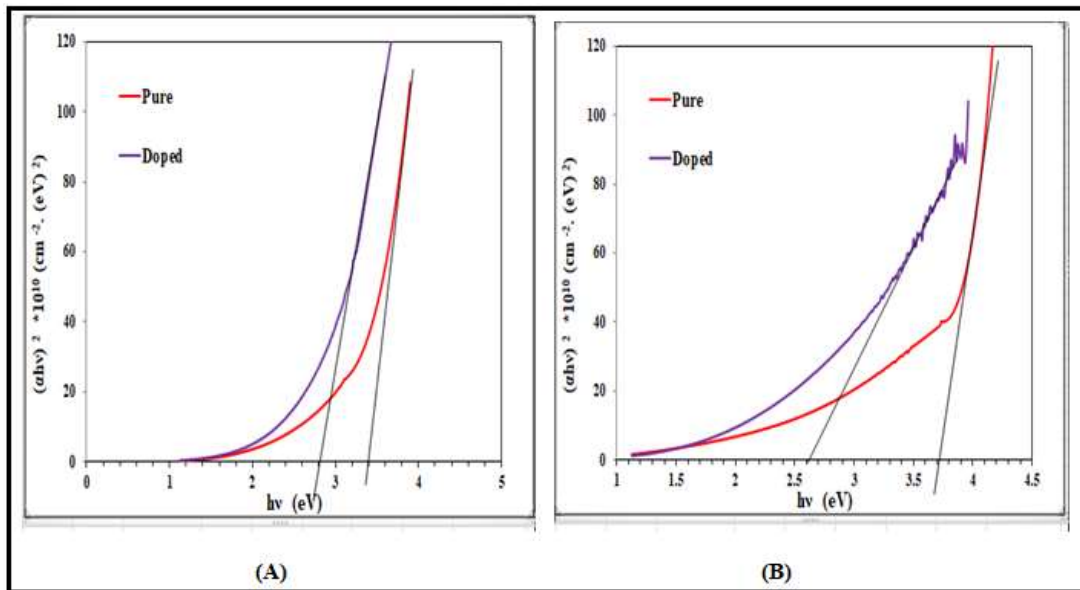 120
100
80
60
40
20
0
(αhν) ² *10¹⁰ (cm ⁻². (eV) ²)
Pure
Doped
0 1 2 3 4 5
hν (eV)
(A)
120
100
80
60
40
20
0
(αhν) ² *10¹⁰ (cm ⁻². (eV) ²)
Pure
Doped
1 1.5 2 2.5 3 3.5 4 4.5
hν (eV)
(B)